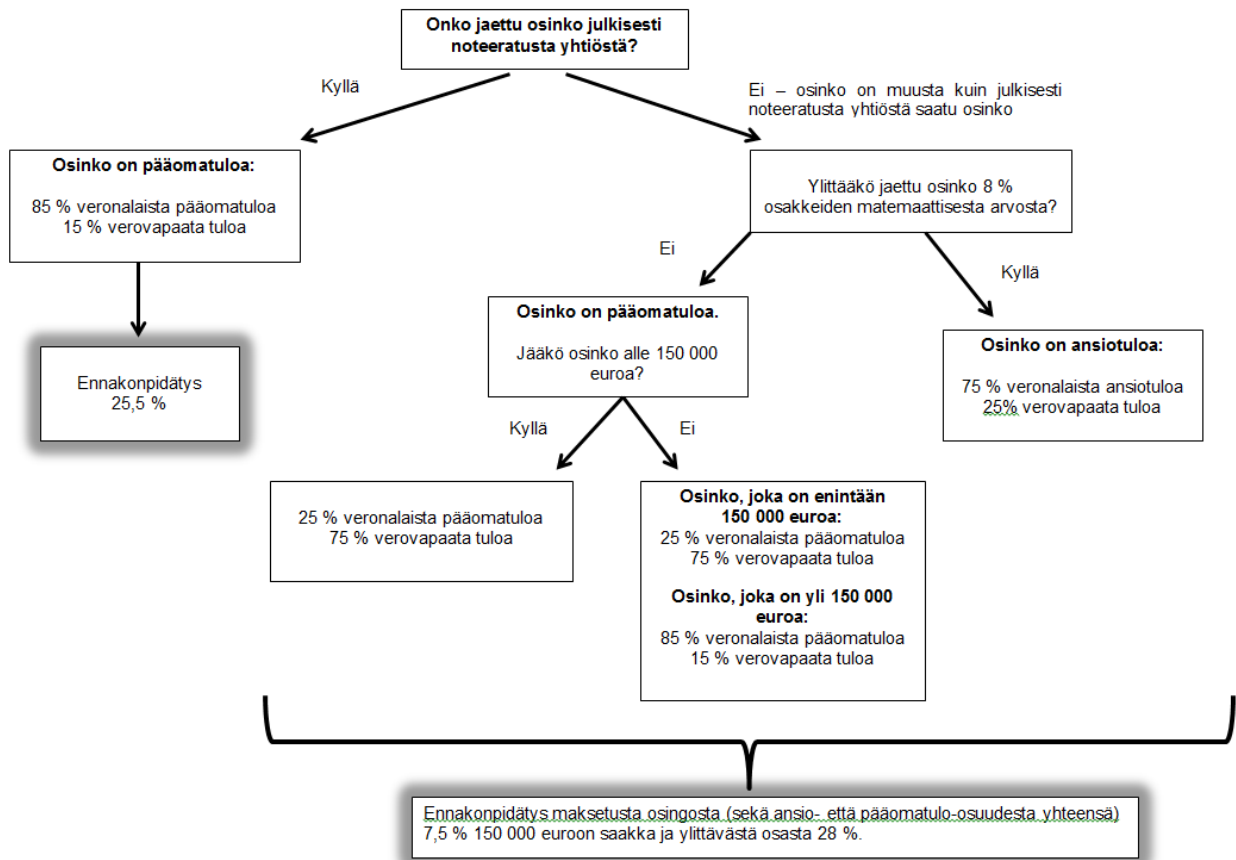 Onko jaettu osinko julkisesti
noteeratusta yhtiöstä?
Kyllä
Ei – osinko on muusta kuin julkisesti
noteeratusta yhtiöstä saatu osinko
Osinko on pääomatuloa:
85 % veronalaista pääomatuloa
15 % verovapaata tuloa
Ylittääkö jaettu osinko 8 %
osakkeiden matemaattisesta arvosta?
Ei
Kyllä
Osinko on pääomatuloa.
Jääkö osinko alle 150 000
euroa?
Osinko on ansiotuloa:
75 % veronalaista ansiotuloa
25% verovapaata tuloa
Ennakonpidätys
25,5 %
Kyllä
Ei
25 % veronalaista pääomatuloa
75 % verovapaata tuloa
Osinko, joka on enintään
150 000 euroa:
25 % veronalaista pääomatuloa
75 % verovapaata tuloa
Osinko, joka on yli 150 000
euroa:
85 % veronalaista pääomatuloa
15 % verovapaata tuloa
Ennakonpidätys maksetusta osingosta (sekä ansio- että pääomatulo-osuudesta yhteensä)
7,5 % 150 000 euroon saakka ja ylittävästä osasta 28 %.